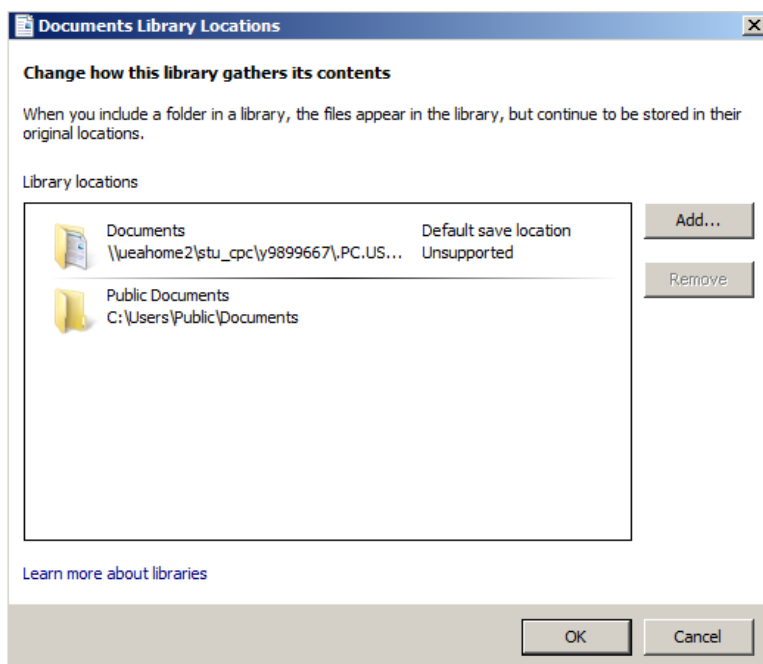 Documents Library Locations
Change how this library gathers its contents
When you include a folder in a library, the files appear in the library, but continue to be stored in their
original locations.
Library locations
Documents Default save location
\\ueahome2\stu_cpc\y9899667\.PC.US... Unsupported
Public Documents
C:\Users\Public\Documents
Add...
Remove
Learn more about libraries
OK Cancel